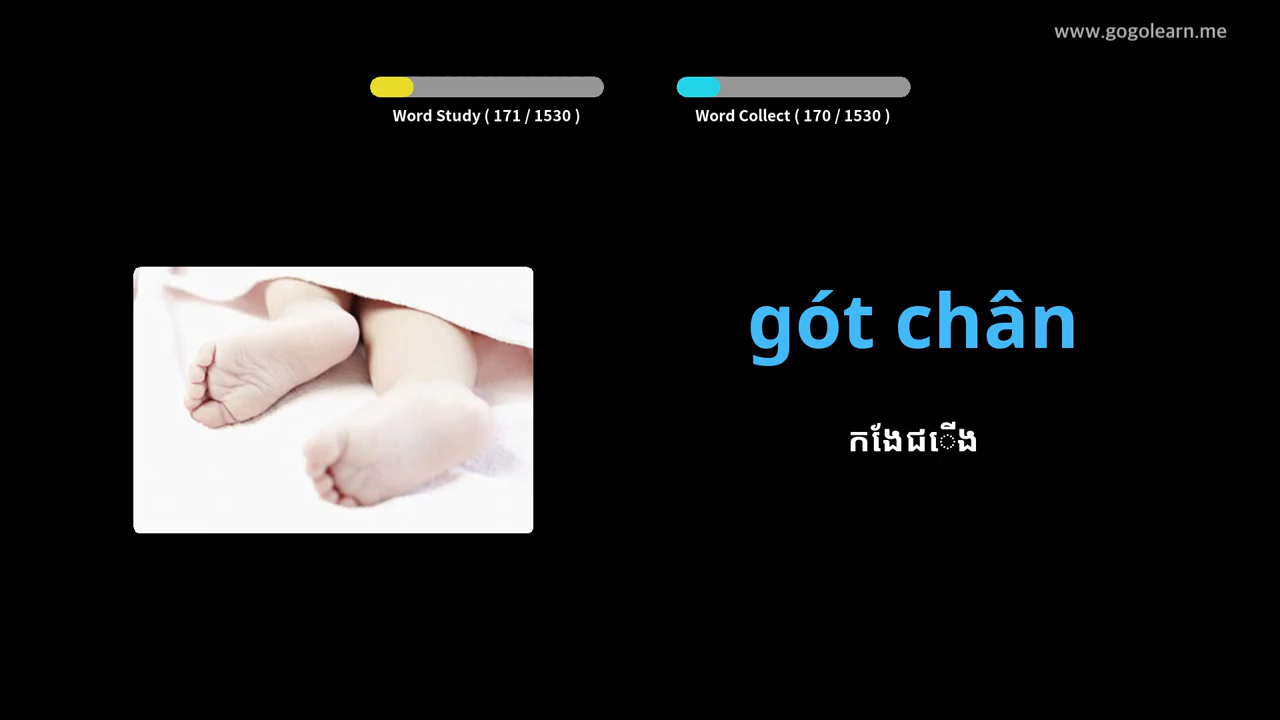 www.gogolearn.me
Word Study ( 171 / 1530 )
Word Collect ( 170 / 1530 )
gót chân
កងែជើង